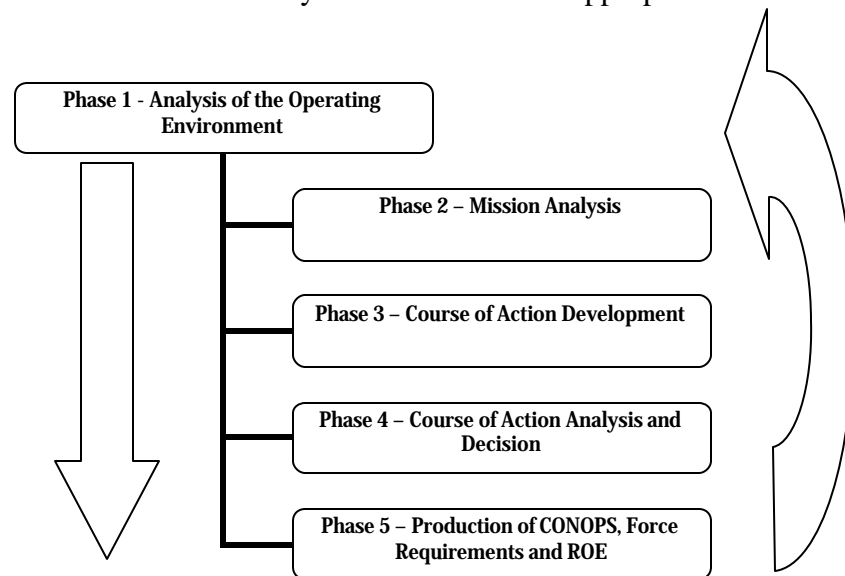 Phase 1 - Analysis of the Operating
Environment
Phase 2 – Mission Analysis
Phase 3 – Course of Action Development
Phase 4 – Course of Action Analysis and
Decision
Phase 5 – Production of CONOPS, Force
Requirements and ROE